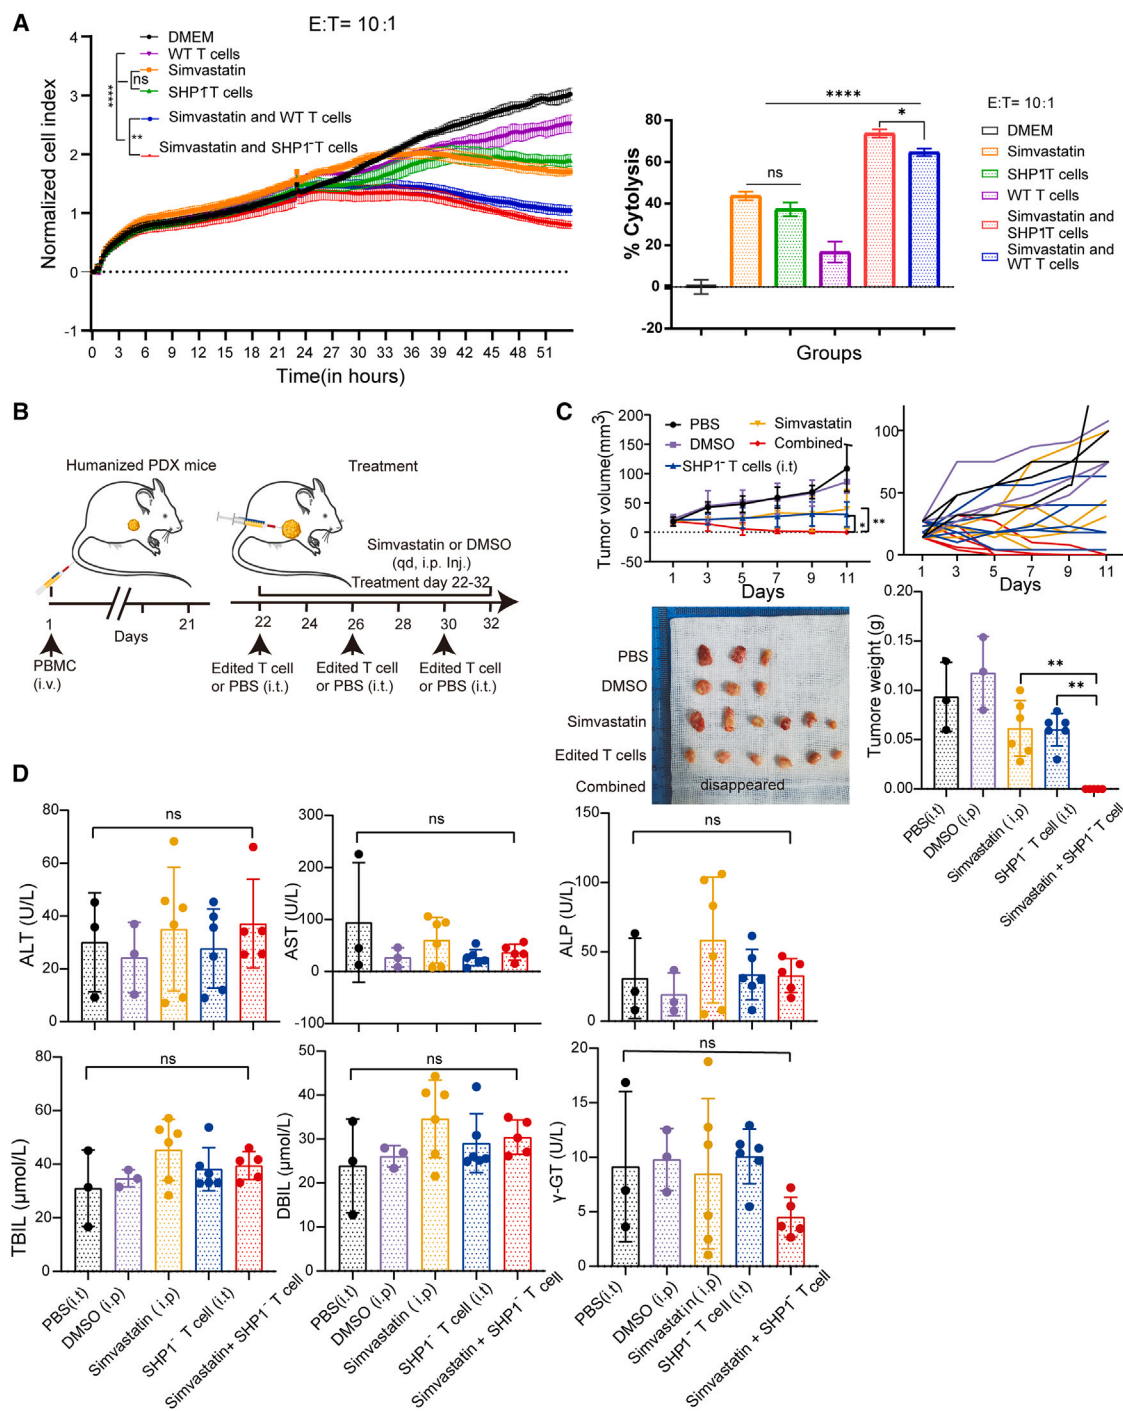 A
E:T= 10:1
Normalized cell index
4
3
2
1
0
-1
DMEM
WT T cells
Simvastatin
SHP1⁻T cells
Simvastatin and WT T cells
Simvastatin and SHP1⁻T cells
****
ns
**
0 3 6 9 12 15 18 21 24 27 30 33 36 39 42 45 48 51
Time(in hours)
% Cytolysis
80
60
40
20
0
-20
****
*
ns
Groups
E:T= 10:1
DMEM
Simvastatin
SHP1⁻T cells
WT T cells
Simvastatin and
SHP1⁻T cells
Simvastatin and
WT T cells
B
Humanized PDX mice
Treatment
Simvastatin or DMSO
(qd, i.p. Inj.)
Treatment day 22-32
1
Days
21
22 24 26 28 30 32
PBMC
(i.v.)
Edited T cell
or PBS (i.t.)
Edited T cell
or PBS (i.t.)
Edited T cell
or PBS (i.t.)
C
Tumor volume(mm³)
200
150
100
50
0
-50
PBS
DMSO
SHP1⁻ T cells (i.t)
Simvastatin
Combined
*
**
1 3 5 7 9 11
Days
100
50
0
1 3 5 7 9 11
Days
PBS
DMSO
Simvastatin
Edited T cells
Combined
disappeared
Tumore weight (g)
0.20
0.15
0.10
0.05
0.00
**
**
PBS(i.t)
DMSO (i.p)
Simvastatin ( i.p)
SHP1⁻ T cell (i.t)
Simvastatin + SHP1⁻ T cell
D
ALT (U/L)
80
60
40
20
0
ns
AST (U/L)
300
200
100
0
-100
ns
ALP (U/L)
150
100
50
0
ns
TBIL (μmol/L)
80
60
40
20
0
ns
PBS(i.t)
DMSO (i.p)
Simvastatin ( i.p)
SHP1⁻ T cell (i.t)
Simvastatin+ SHP1⁻ T cell
DBIL (μmol/L)
50
40
30
20
10
0
ns
PBS(i.t)
DMSO (i.p)
Simvastatin ( i.p)
SHP1⁻ T cell (i.t)
Simvastatin + SHP1⁻ T cell
γ-GT (U/L)
20
15
10
5
0
ns
PBS(i.t)
DMSO (i.p)
Simvastatin ( i.p)
SHP1⁻ T cell (i.t)
Simvastatin + SHP1⁻ T cell